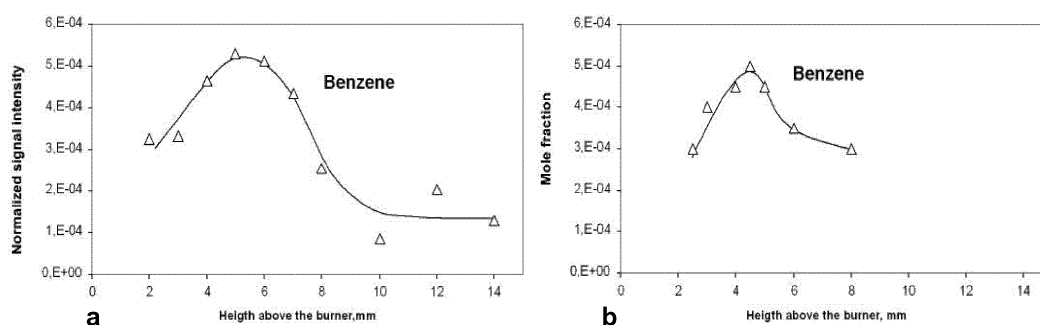 6,E-04
5,E-04
4,E-04
3,E-04
2,E-04
1,E-04
0,E+00
Normalized signal intensity
Benzene
0 2 4 6 8 10 12 14
Heigth above the burner,mm
a
6,E-04
5,E-04
4,E-04
3,E-04
2,E-04
1,E-04
0,E+00
Mole fraction
Benzene
0 2 4 6 8 10 12 14
Heigth above the burner, mm
b